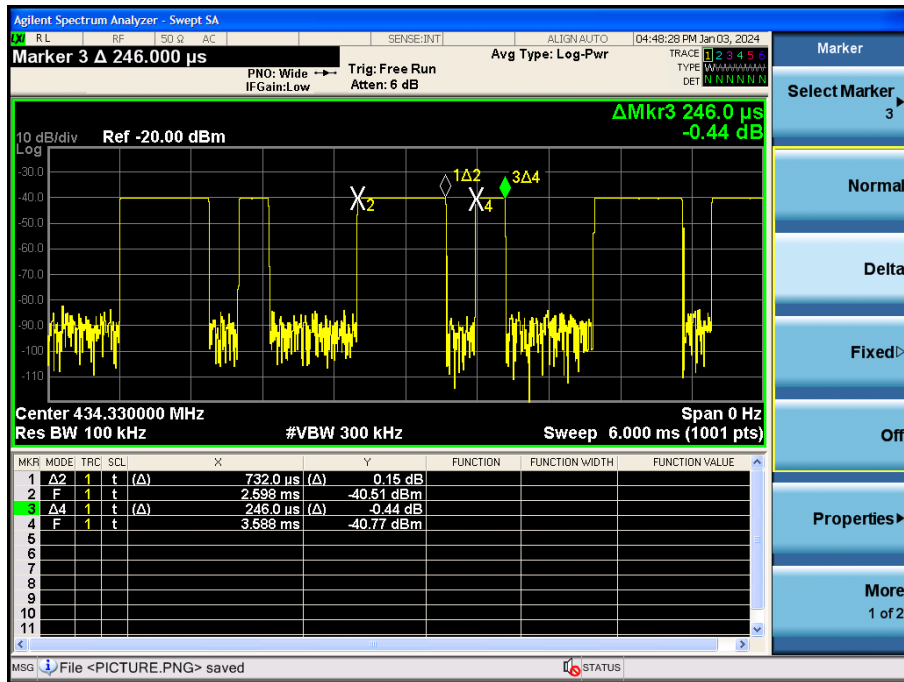 Agilent Spectrum Analyzer - Swept SA
LXI RL RF 50 Ω AC SENSE:INT ALIGN AUTO 04:48:28 PM Jan 03, 2024
Marker 3 Δ 246.000 µs
PNO: Wide
IFGain:Low
Trig: Free Run
Atten: 6 dB
Avg Type: Log-Pwr
TRACE 1 2 3 4 5 6
TYPE WWWWWW
DET N N N N N N
ΔMkr3 246.0 µs
-0.44 dB
10 dB/div Ref -20.00 dBm
Log
-30.0
-40.0
-50.0
-60.0
-70.0
-80.0
-90.0
-100
-110
X2 1Δ2 X4 3Δ4
Center 434.330000 MHz Span 0 Hz
Res BW 100 kHz #VBW 300 kHz Sweep 6.000 ms (1001 pts)
MKR MODE TRC SCL X Y FUNCTION FUNCTION WIDTH FUNCTION VALUE
1 Δ2 1 t (Δ) 732.0 µs (Δ) 0.15 dB
2 F 1 t 2.598 ms -40.51 dBm
3 Δ4 1 t (Δ) 246.0 µs (Δ) -0.44 dB
4 F 1 t 3.588 ms -40.77 dBm
5
6
7
8
9
10
11
MSG File <PICTURE.PNG> saved STATUS
Marker
Select Marker
3
Normal
Delta
Fixed
Off
Properties
More
1 of 2